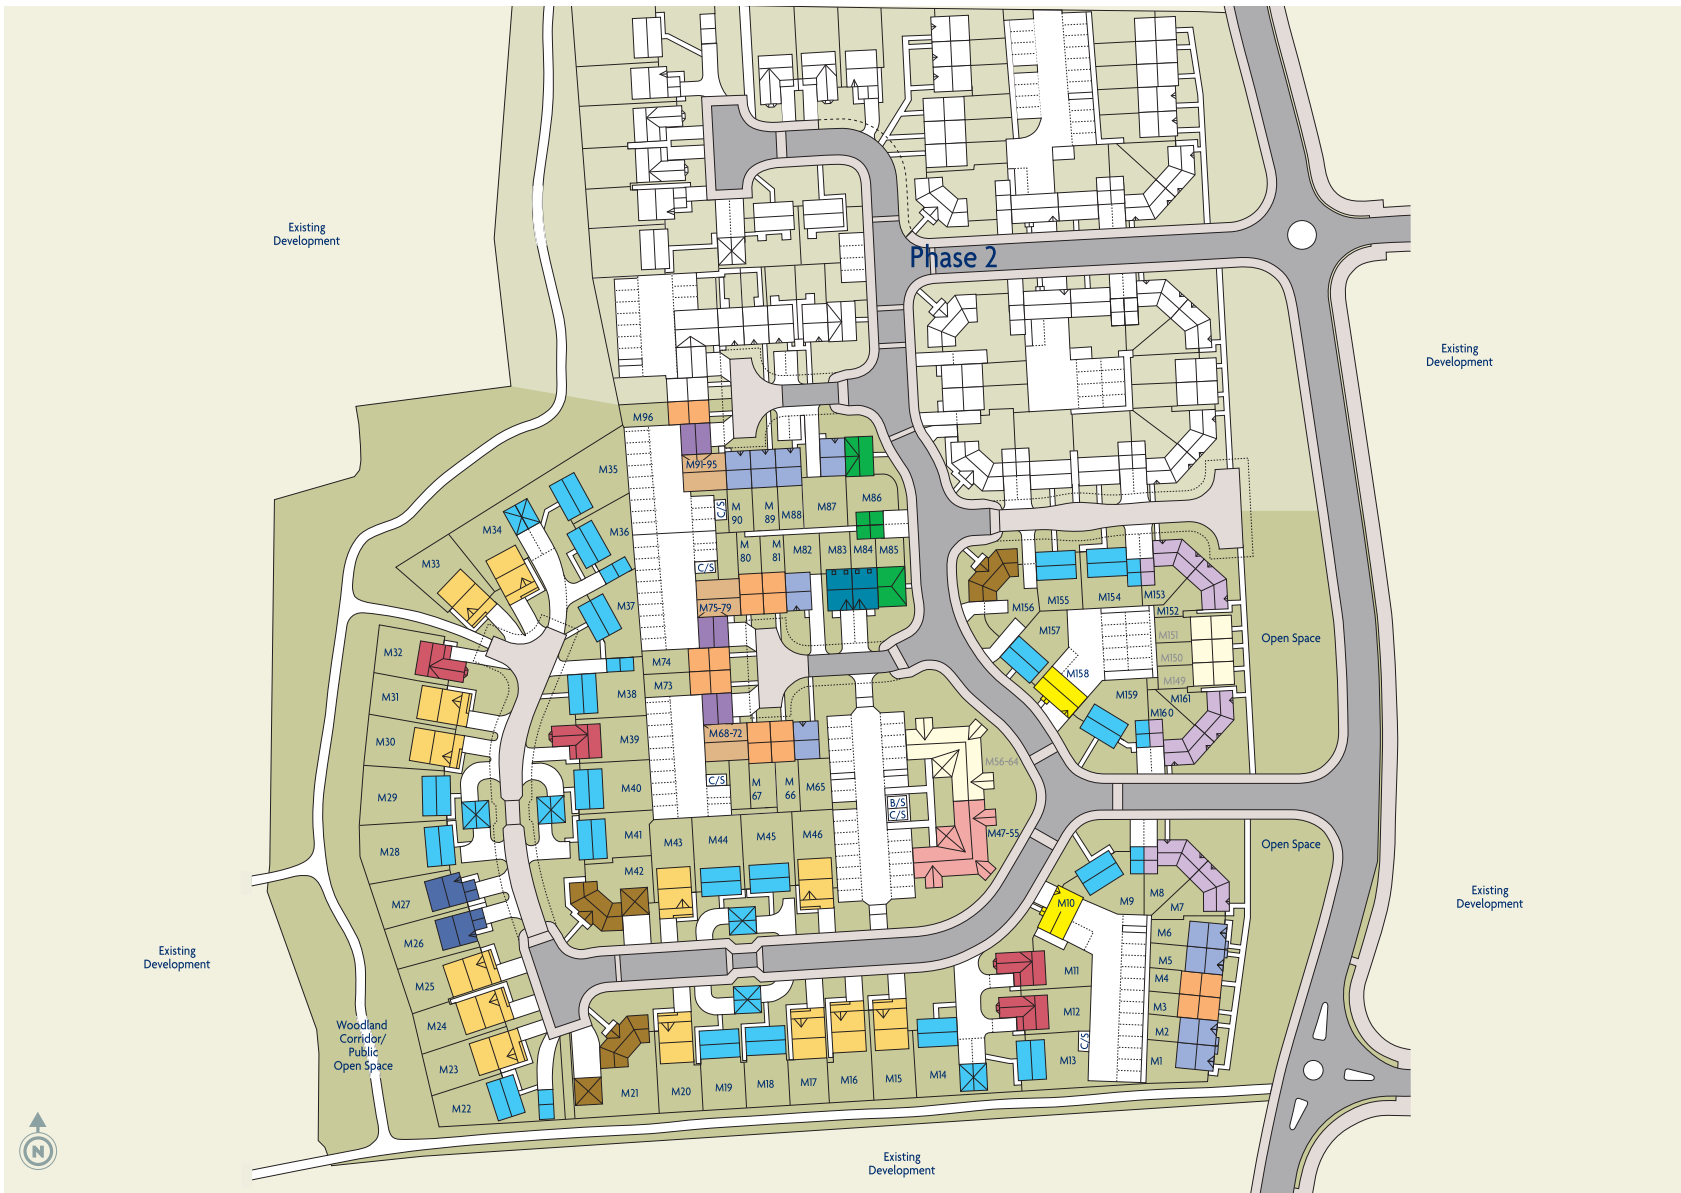 Existing
Development
Phase 2
Existing
Development
M96
M91-95
M35
M
90
M
89
M88
M87
M86
C/S
M34
M36
M33
M
80
M
81
M82
M83
M84
M85
C/S
M37
M75-79
M156
M155
M154
M153
M152
M157
M151
M150
M149
Open Space
M32
M74
M73
M158
M31
M38
M159
M161
M160
M30
M39
M68-72
M56-64
M29
M40
C/S
M
67
M
66
M65
B/S
C/S
M28
M41
M43
M44
M45
M46
M47-55
Open Space
M42
M27
M10
M9
M8
M7
Existing
Development
M26
M6
Existing
Development
M5
M25
M11
M4
M24
M12
M3
Woodland
Corridor/
Public
Open Space
M2
C/S
M23
M13
M1
M22
M21
M20
M19
M18
M17
M16
M15
M14
N
Existing
Development